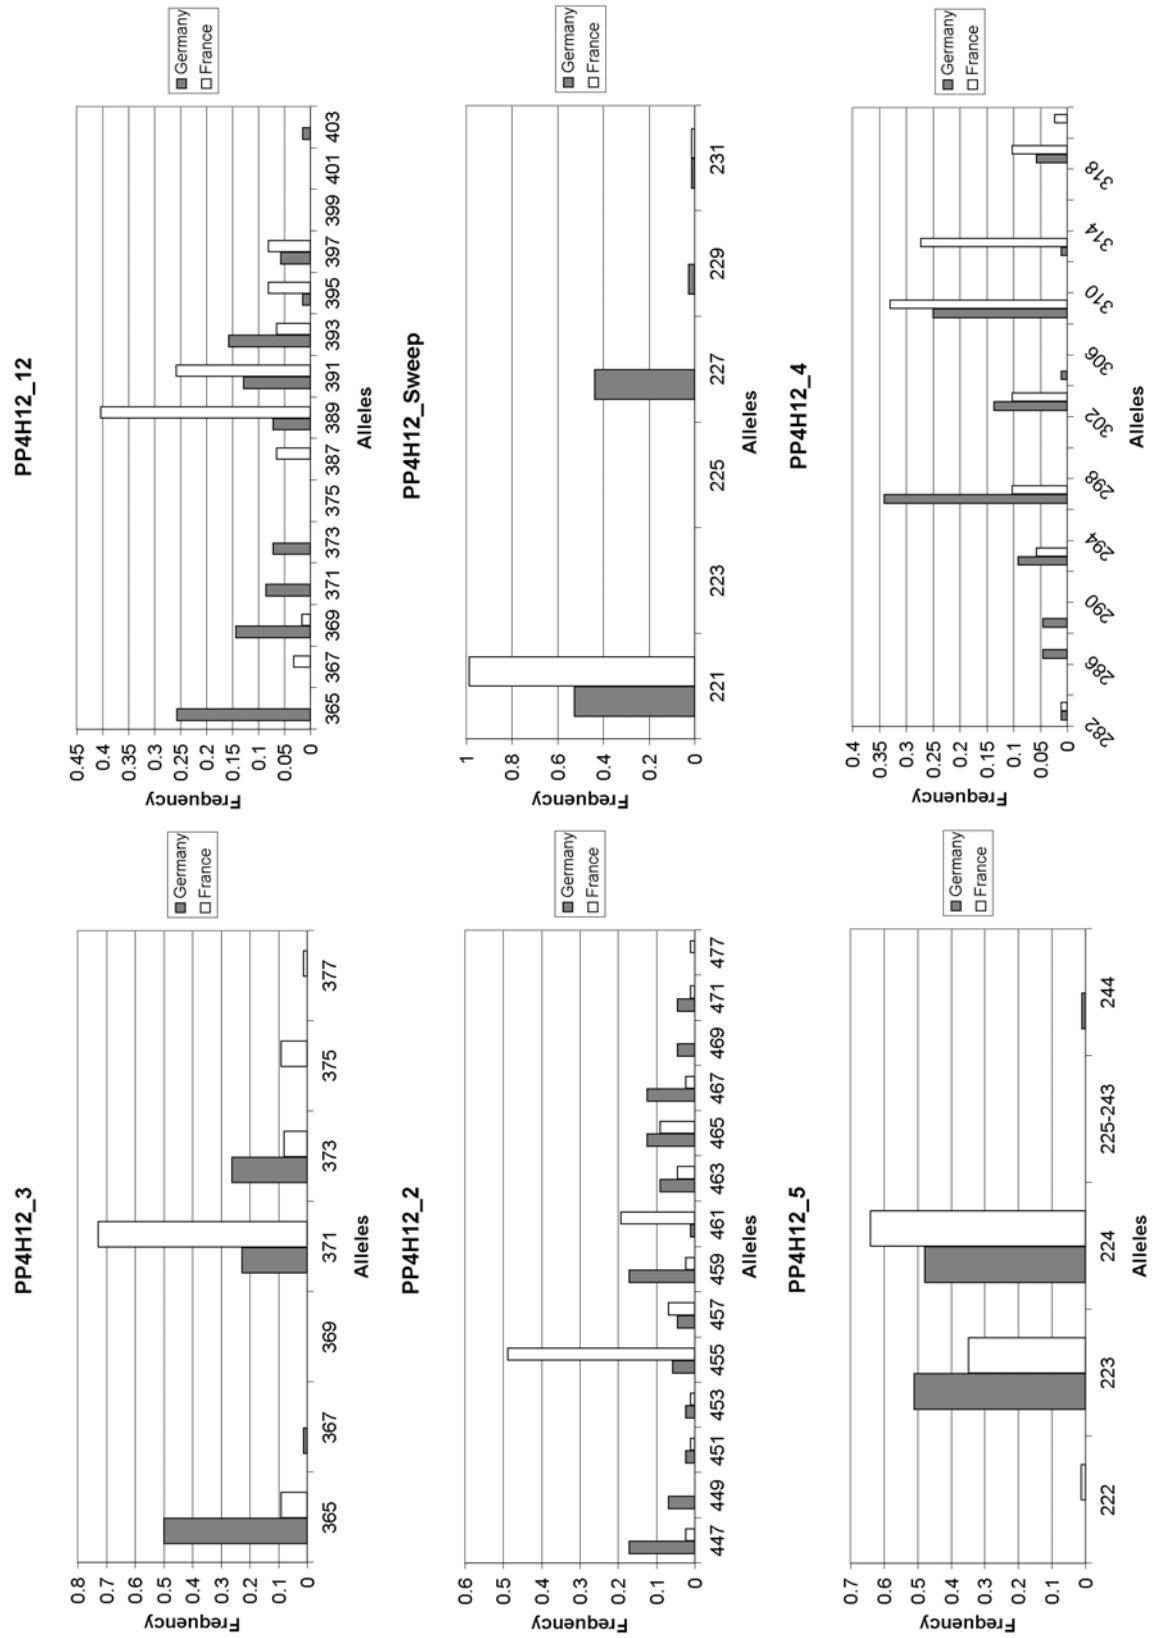 PP4H12_3
Frequency
0.8
0.7
0.6
0.5
0.4
0.3
0.2
0.1
0
365 367 369 371 373 375 377
Alleles
Germany
France
PP4H12_12
Frequency
0.45
0.4
0.35
0.3
0.25
0.2
0.15
0.1
0.05
0
365 367 369 371 373 375 387 389 391 393 395 397 399 401 403
Alleles
Germany
France
PP4H12_2
Frequency
0.6
0.5
0.4
0.3
0.2
0.1
0
447 449 451 453 455 457 459 461 463 465 467 469 471 477
Alleles
Germany
France
PP4H12_Sweep
Frequency
1
0.8
0.6
0.4
0.2
0
221 223 225 227 229 231
Alleles
Germany
France
PP4H12_5
Frequency
0.7
0.6
0.5
0.4
0.3
0.2
0.1
0
222 223 224 225-243 244
Alleles
Germany
France
PP4H12_4
Frequency
0.4
0.35
0.3
0.25
0.2
0.15
0.1
0.05
0
282 286 290 294 298 302 306 310 314 318
Alleles
Germany
France